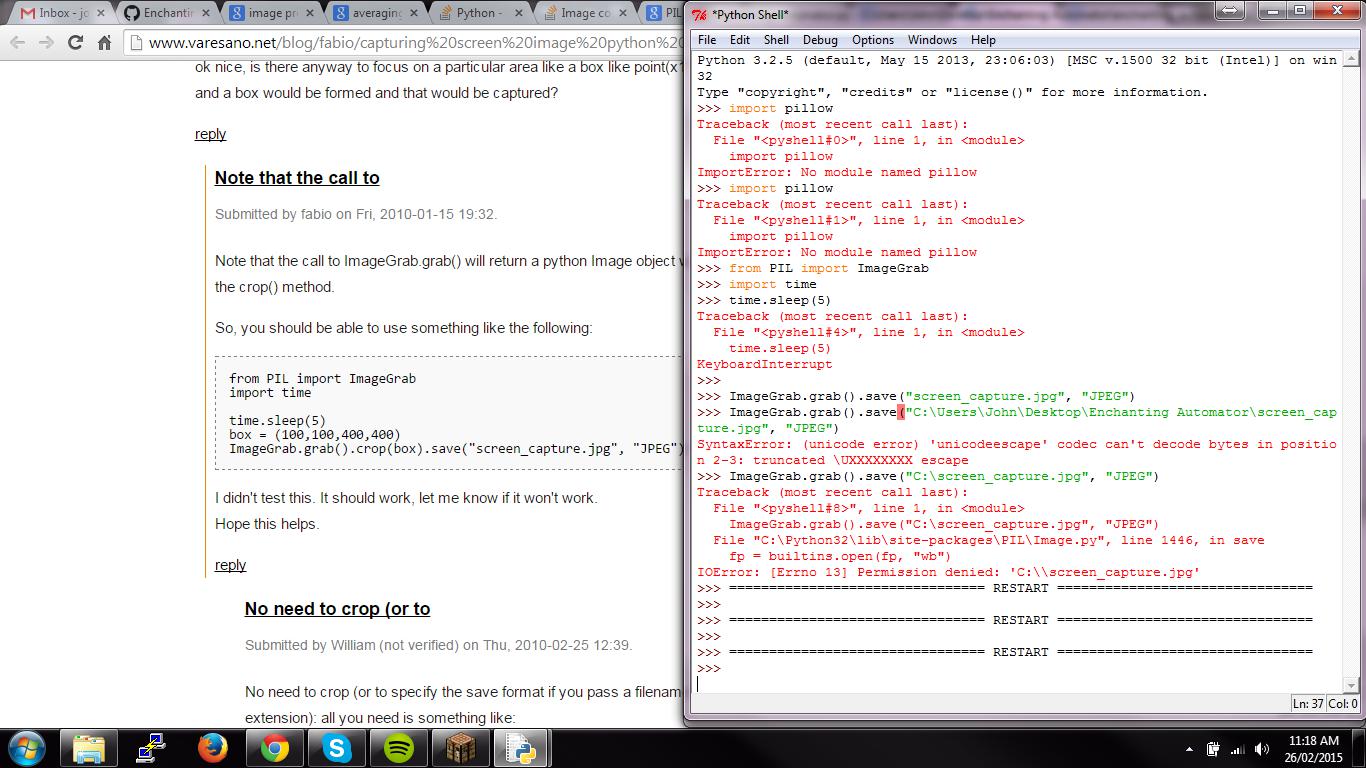 Inbox - jo
Enchantin
image pr
averaging
Python -
Image co
PIL
www.varesano.net/blog/fabio/capturing%20screen%20image%20python%20
ok nice, is there anyway to focus on a particular area like a box like point(x1
and a box would be formed and that would be captured?
reply
Note that the call to
Submitted by fabio on Fri, 2010-01-15 19:32.
Note that the call to ImageGrab.grab() will return a python Image object
the crop() method.
So, you should be able to use something like the following:
from PIL import ImageGrab
import time
time.sleep(5)
box = (100,100,400,400)
ImageGrab.grab().crop(box).save("screen_capture.jpg", "JPEG")
I didn't test this. It should work, let me know if it won't work.
Hope this helps.
reply
No need to crop (or to
Submitted by William (not verified) on Thu, 2010-02-25 12:39.
No need to crop (or to specify the save format if you pass a filename
extension): all you need is something like:
*Python Shell*
File Edit Shell Debug Options Windows Help
Python 3.2.5 (default, May 15 2013, 23:06:03) [MSC v.1500 32 bit (Intel)] on win
32
Type "copyright", "credits" or "license()" for more information.
>>> import pillow
Traceback (most recent call last):
  File "<pyshell#0>", line 1, in <module>
    import pillow
ImportError: No module named pillow
>>> import pillow
Traceback (most recent call last):
  File "<pyshell#1>", line 1, in <module>
    import pillow
ImportError: No module named pillow
>>> from PIL import ImageGrab
>>> import time
>>> time.sleep(5)
Traceback (most recent call last):
  File "<pyshell#4>", line 1, in <module>
    time.sleep(5)
KeyboardInterrupt
>>>
>>> ImageGrab.grab().save("screen_capture.jpg", "JPEG")
>>> ImageGrab.grab().save("C:\Users\John\Desktop\Enchanting Automator\screen_cap
ture.jpg", "JPEG")
SyntaxError: (unicode error) 'unicodeescape' codec can't decode bytes in positio
n 2-3: truncated \UXXXXXXXX escape
>>> ImageGrab.grab().save("C:\screen_capture.jpg", "JPEG")
Traceback (most recent call last):
  File "<pyshell#8>", line 1, in <module>
    ImageGrab.grab().save("C:\screen_capture.jpg", "JPEG")
  File "C:\Python32\lib\site-packages\PIL\Image.py", line 1446, in save
    fp = builtins.open(fp, "wb")
IOError: [Errno 13] Permission denied: 'C:\\screen_capture.jpg'
>>> ================================ RESTART ================================
>>>
>>> ================================ RESTART ================================
>>>
>>> ================================ RESTART ================================
>>>
Ln: 37 Col: 0
11:18 AM
26/02/2015